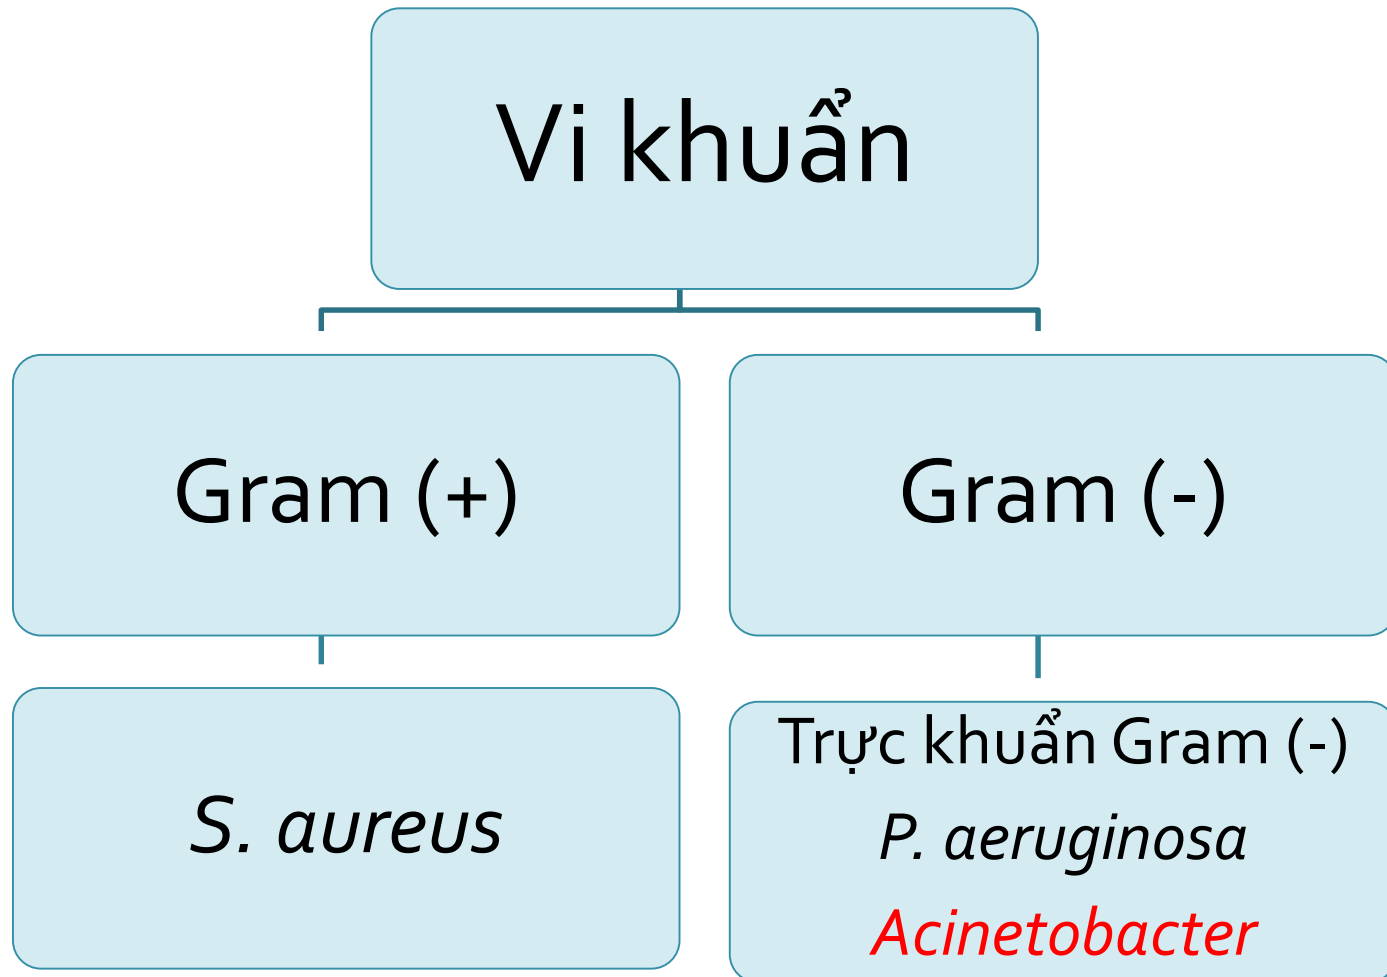 Vi khuẩn
Gram (+)
Gram (-)
S. aureus
Trực khuẩn Gram (-)
P. aeruginosa
Acinetobacter